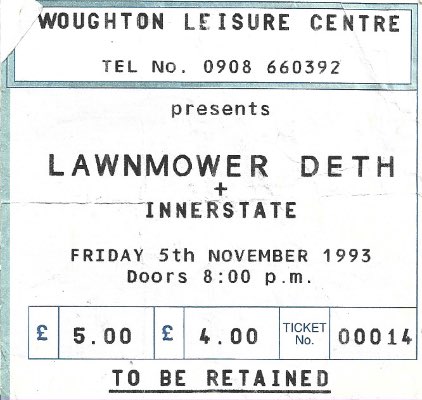 WOUGHTON LEISURE CENTRE
TEL No. 0908 660392
presents
LAWNMOWER DETH
+
INNERSTATE
FRIDAY 5th NOVEMBER 1993
Doors 8:00 p.m.
£ 5.00 £ 4.00 TICKET No. 00014
TO BE RETAINED